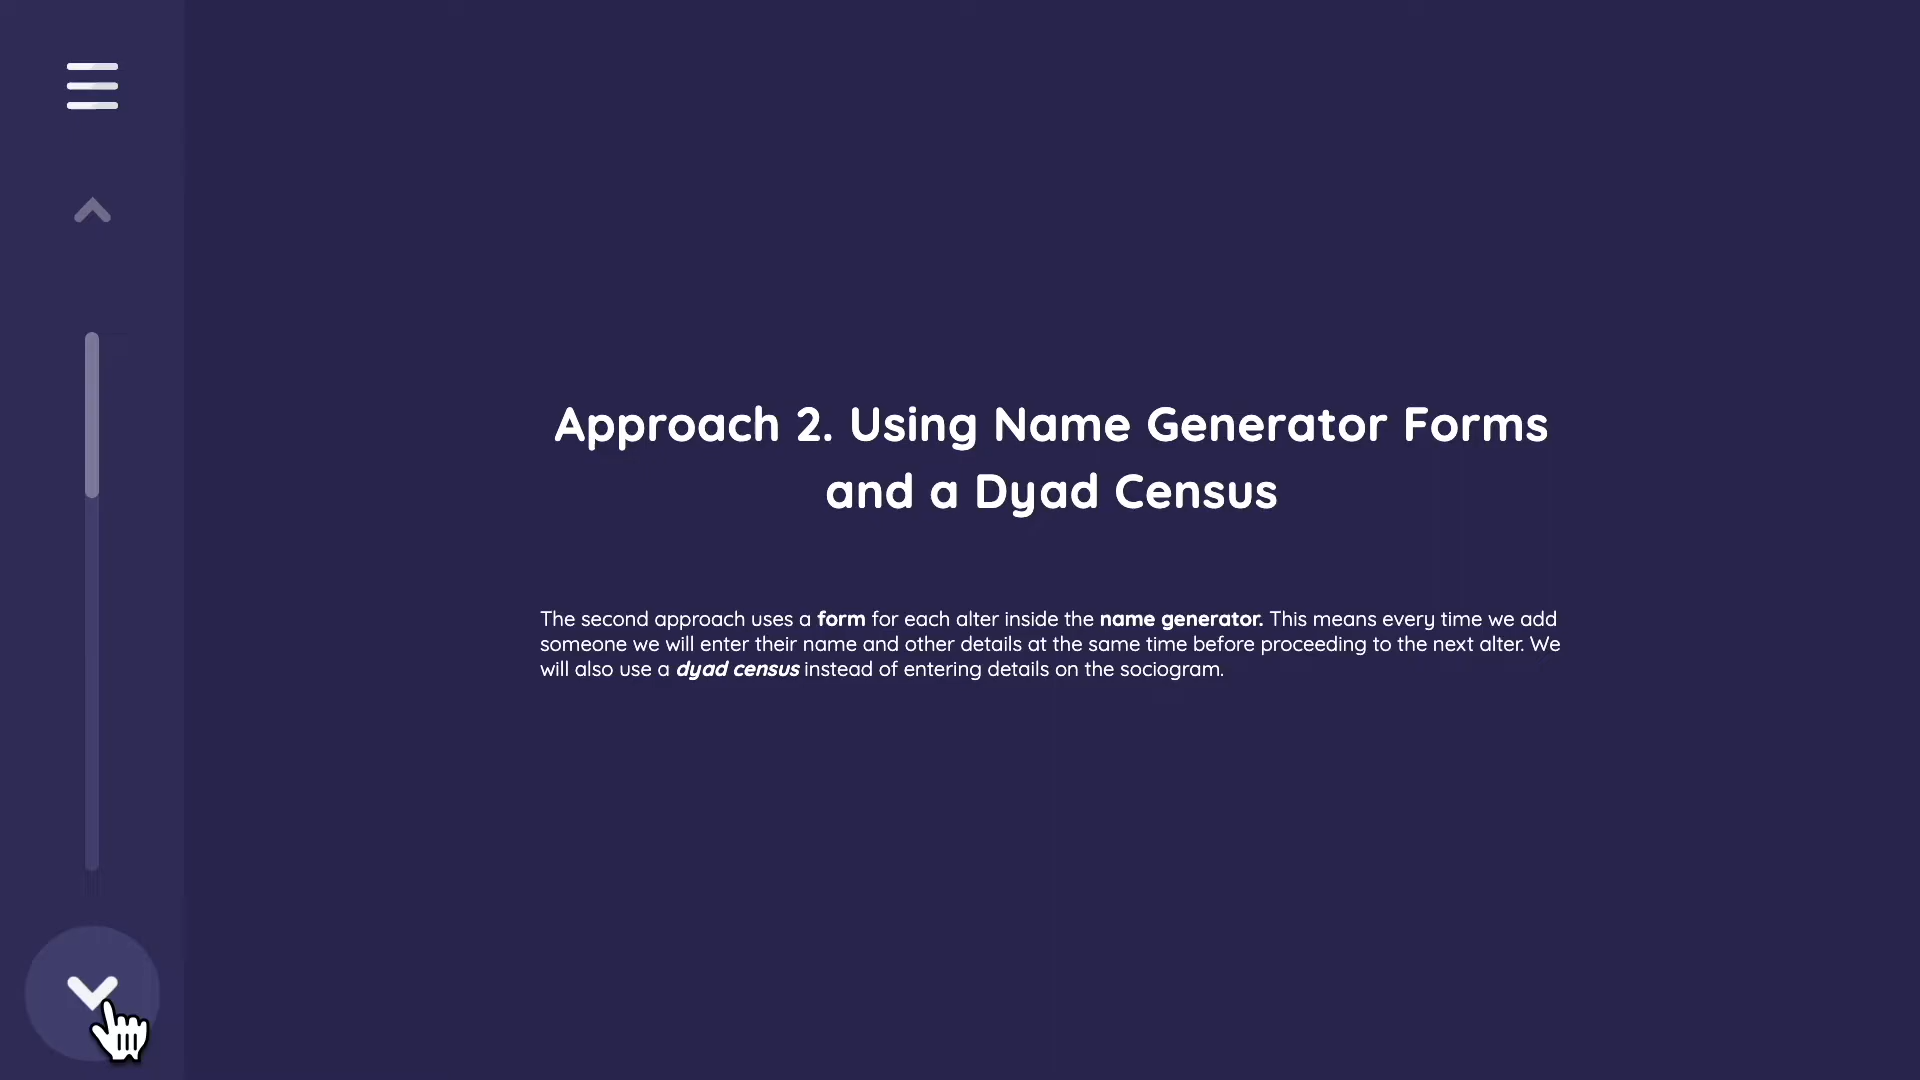 Approach 2. Using Name Generator Forms
and a Dyad Census
The second approach uses a form for each alter inside the name generator. This means every time we add
someone we will enter their name and other details at the same time before proceeding to the next alter. We
will also use a dyad census instead of entering details on the sociogram.